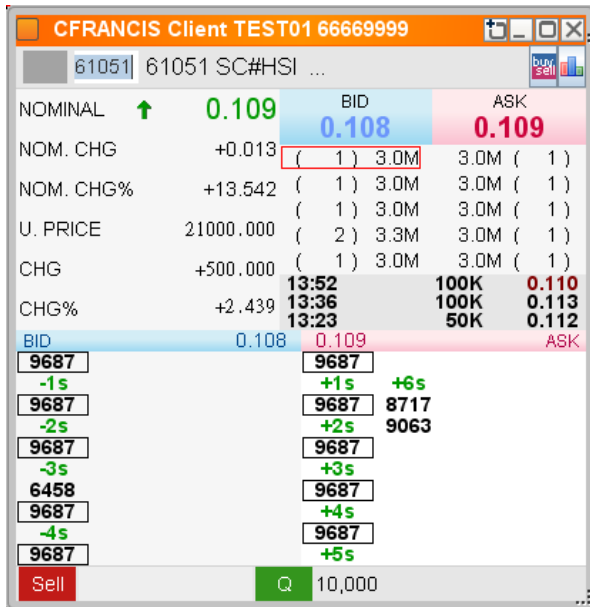 CFRANCIS Client TEST01 66669999
61051 61051 SC#HSI ...
buy sell
NOMINAL 0.109 BID 0.108 ASK 0.109
NOM. CHG +0.013 ( 1 ) 3.0M 3.0M ( 1 )
NOM. CHG% +13.542 ( 1 ) 3.0M 3.0M ( 1 )
( 1 ) 3.0M 3.0M ( 1 )
U. PRICE 21000.000 ( 2 ) 3.3M 3.0M ( 1 )
CHG +500.000 ( 1 ) 3.0M 3.0M ( 1 )
13:52 100K 0.110
CHG% +2.439 13:36 100K 0.113
13:23 50K 0.112
BID 0.108 0.109 ASK
9687 9687
-1s +1s +6s
9687 9687 8717
-2s +2s 9063
9687 9687
-3s +3s
6458 9687
9687 +4s
-4s 9687
9687 +5s
Sell Q 10,000